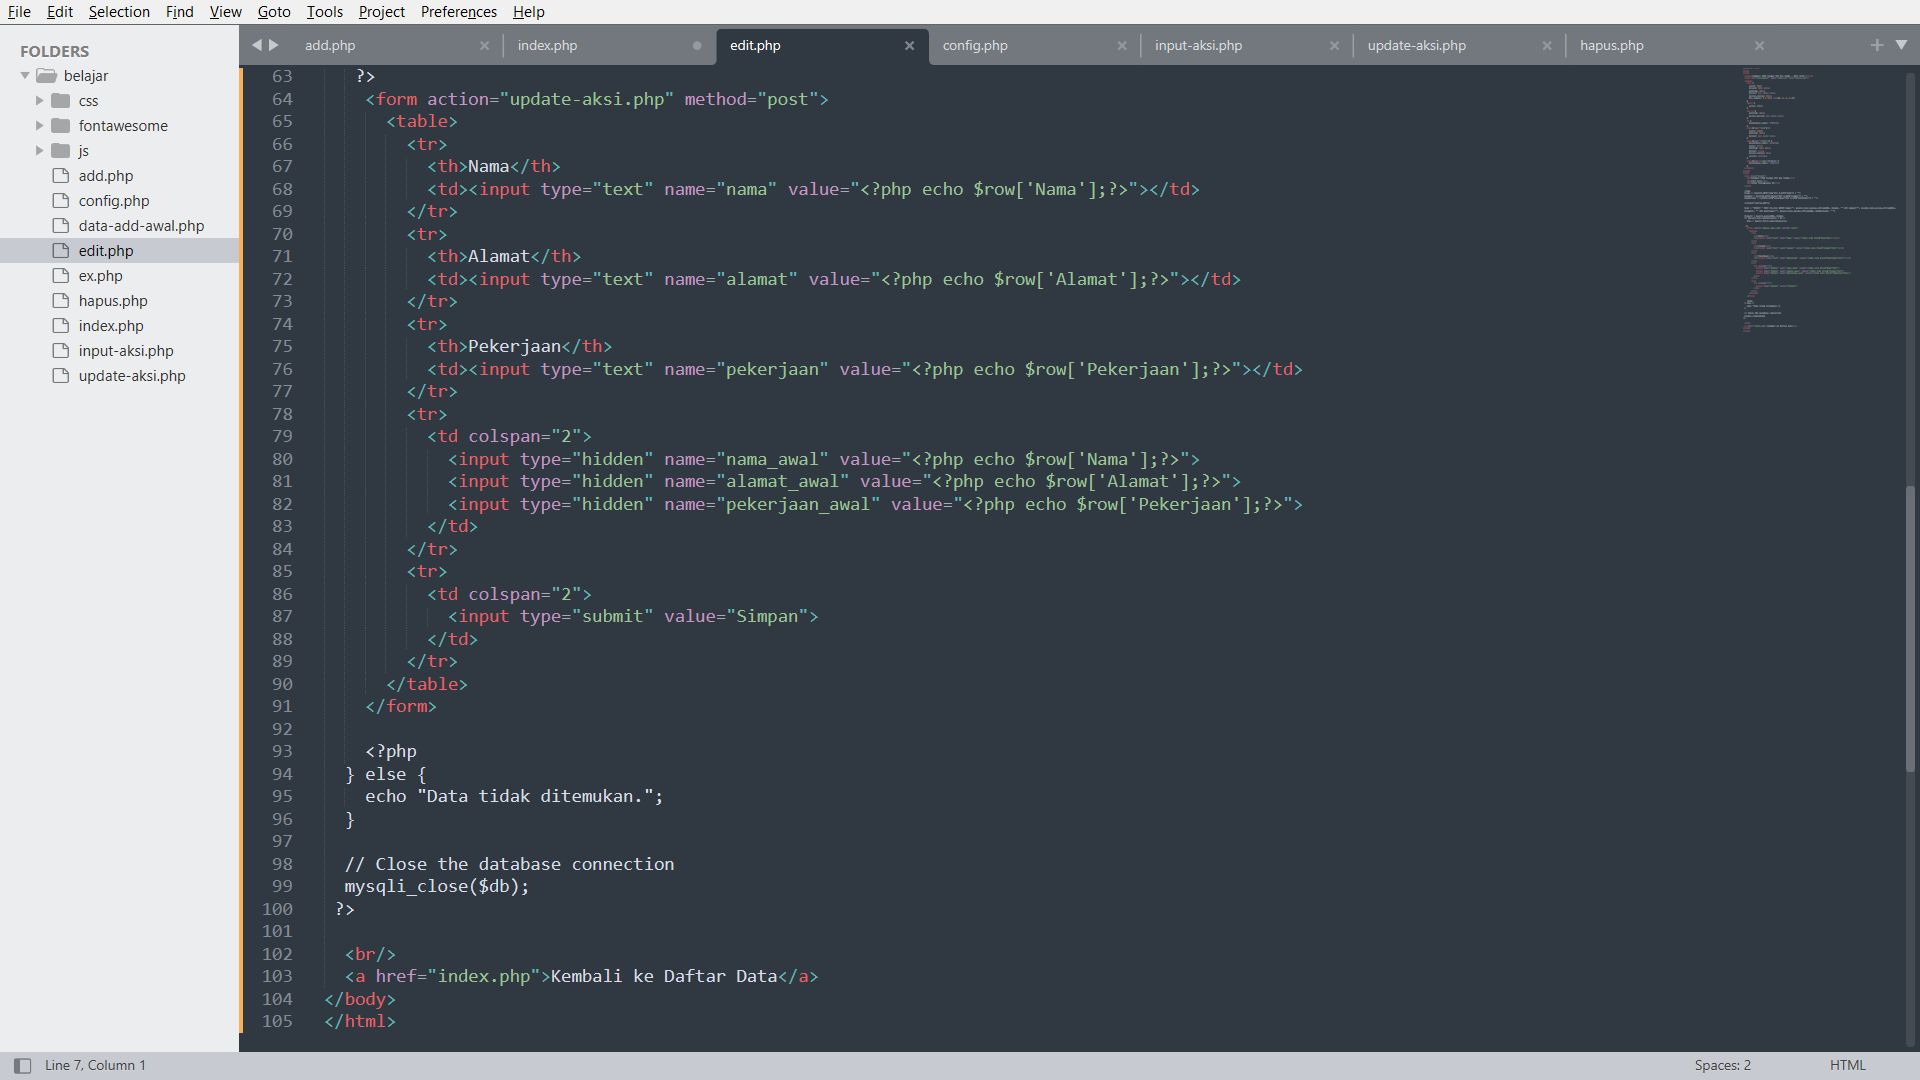 File Edit Selection Find View Goto Tools Project Preferences Help
FOLDERS
belajar
css
fontawesome
js
add.php
config.php
data-add-awal.php
edit.php
ex.php
hapus.php
index.php
input-aksi.php
update-aksi.php
add.php index.php edit.php config.php input-aksi.php update-aksi.php hapus.php
63 ?>
64 <form action="update-aksi.php" method="post">
65 <table>
66 <tr>
67 <th>Nama</th>
68 <td><input type="text" name="nama" value="<?php echo $row['Nama'];?>"></td>
69 </tr>
70 <tr>
71 <th>Alamat</th>
72 <td><input type="text" name="alamat" value="<?php echo $row['Alamat'];?>"></td>
73 </tr>
74 <tr>
75 <th>Pekerjaan</th>
76 <td><input type="text" name="pekerjaan" value="<?php echo $row['Pekerjaan'];?>"></td>
77 </tr>
78 <tr>
79 <td colspan="2">
80 <input type="hidden" name="nama_awal" value="<?php echo $row['Nama'];?>">
81 <input type="hidden" name="alamat_awal" value="<?php echo $row['Alamat'];?>">
82 <input type="hidden" name="pekerjaan_awal" value="<?php echo $row['Pekerjaan'];?>">
83 </td>
84 </tr>
85 <tr>
86 <td colspan="2">
87 <input type="submit" value="Simpan">
88 </td>
89 </tr>
90 </table>
91 </form>
92
93 <?php
94 } else {
95 echo "Data tidak ditemukan.";
96 }
97
98 // Close the database connection
99 mysqli_close($db);
100 ?>
101
102 <br/>
103 <a href="index.php">Kembali ke Daftar Data</a>
104 </body>
105 </html>
Line 7, Column 1 Spaces: 2 HTML